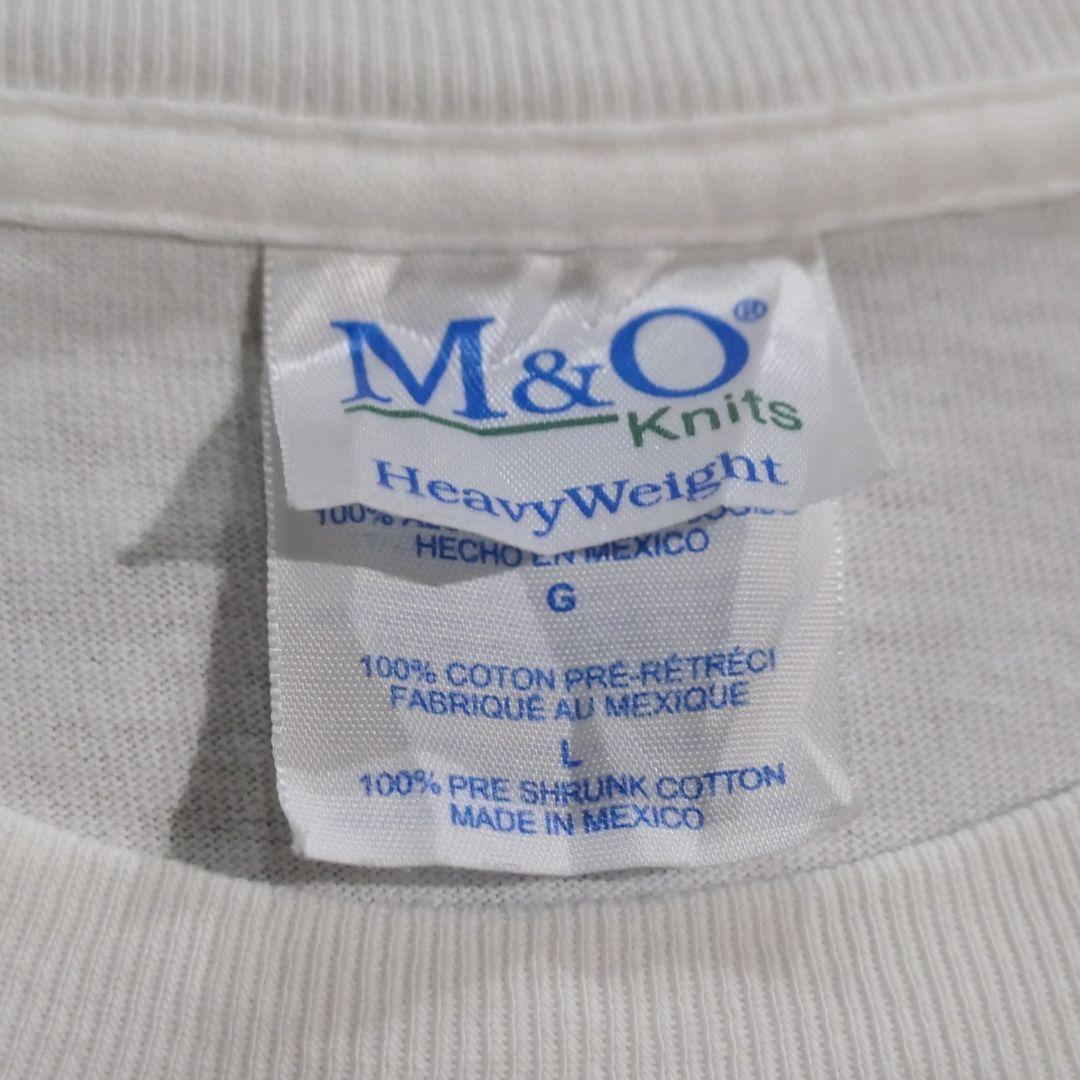 M&O®
Knits
HeavyWeight
100%
HECHO EN MEXICO
G
100% COTON PRÉ-RÉTRÉCI
FABRIQUÉ AU MEXIQUE
L
100% PRE SHRUNK COTTON
MADE IN MEXICO